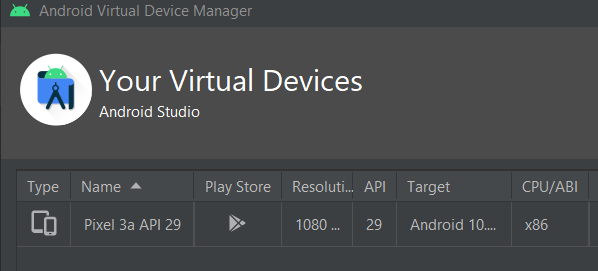 Android Virtual Device Manager
Your Virtual Devices
Android Studio
Type Name Play Store Resoluti... API Target CPU/ABI
Pixel 3a API 29 1080 ... 29 Android 10.... x86